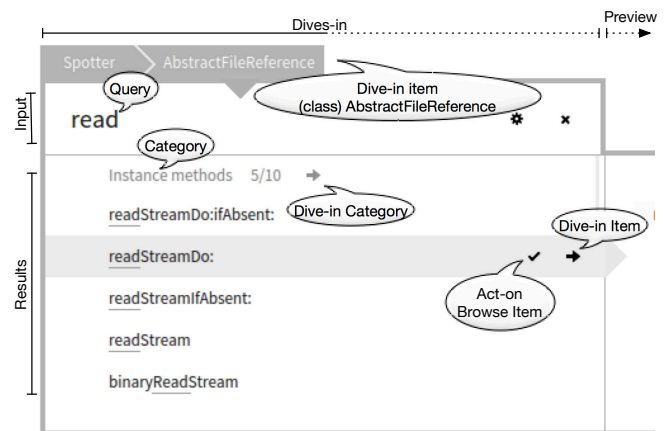 Dives-in
Preview
Spotter
AbstractFileReference
Query
Dive-in item
(class) AbstractFileReference
Input
read
Category
Instance methods 5/10
readStreamDo:ifAbsent:
Dive-in Category
Dive-in Item
readStreamDo:
Results
Act-on
Browse Item
readStreamIfAbsent:
readStream
binaryReadStream